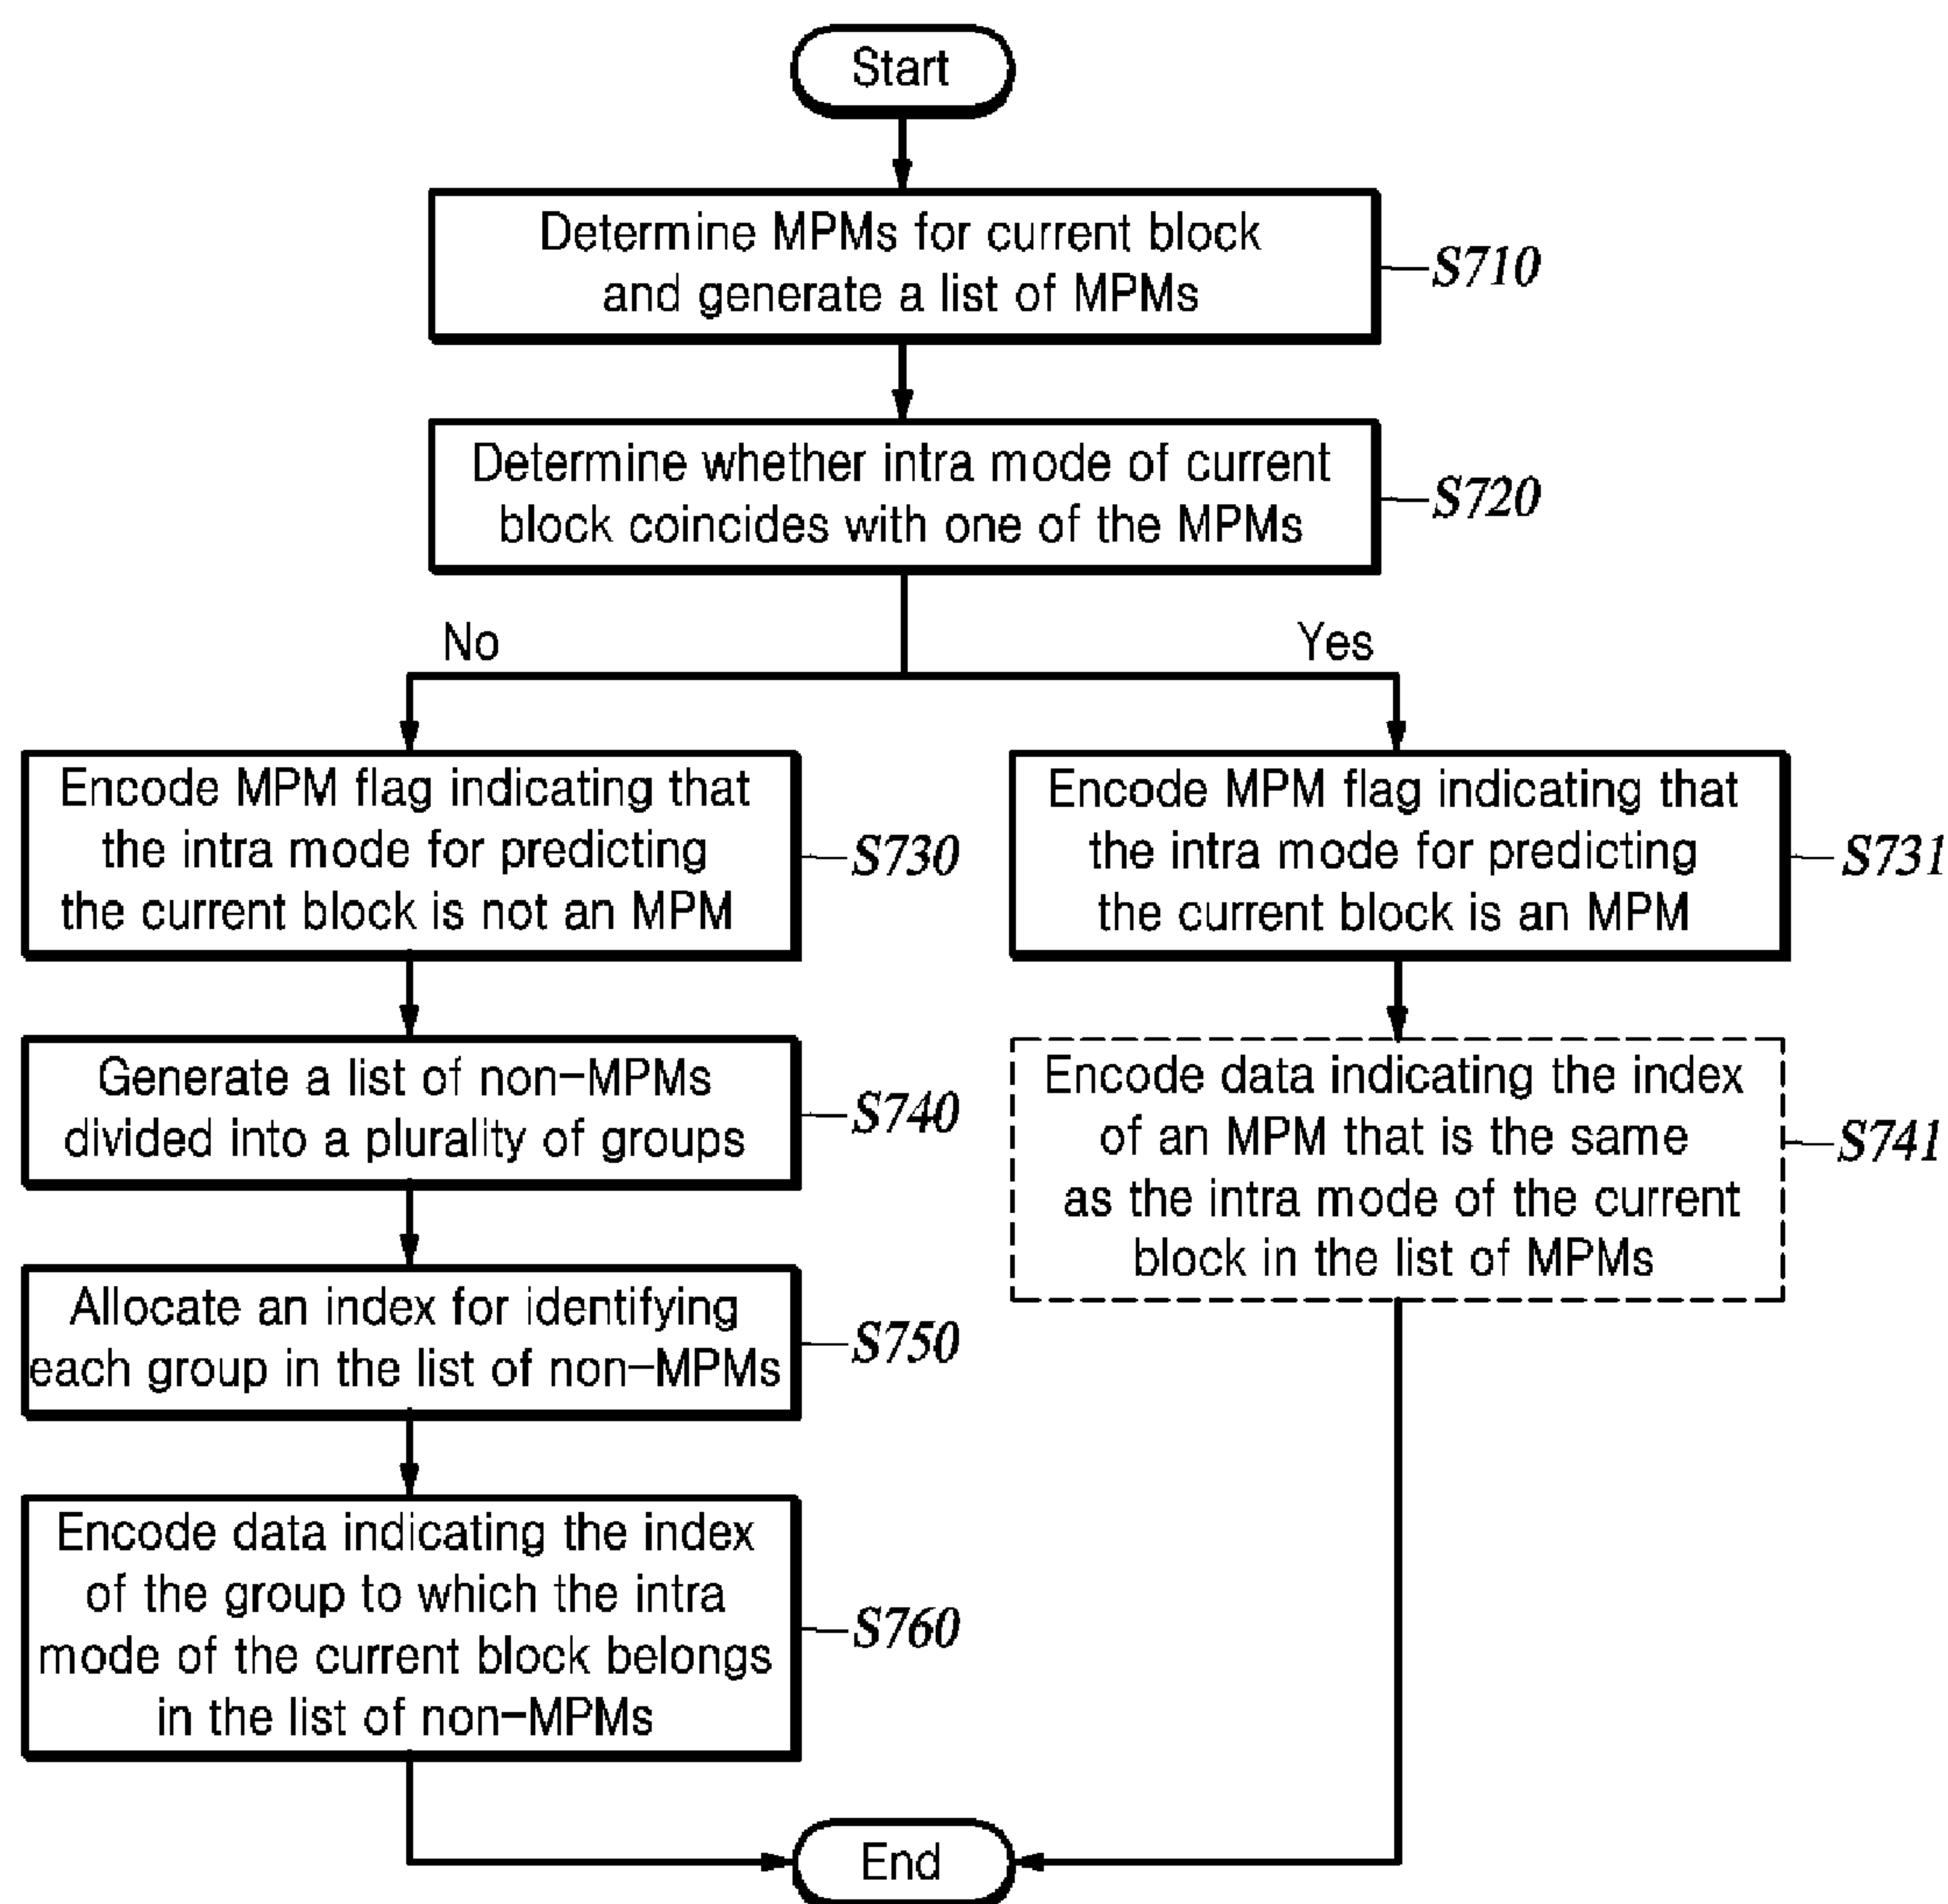 Start
Determine MPMs for current block
and generate a list of MPMs
S710
Determine whether intra mode of current
block coincides with one of the MPMs
S720
No
Yes
Encode MPM flag indicating that
the intra mode for predicting
the current block is not an MPM
S730
Encode MPM flag indicating that
the intra mode for predicting
the current block is an MPM
S731
Generate a list of non-MPMs
divided into a plurality of groups
S740
Encode data indicating the index
of an MPM that is the same
as the intra mode of the current
block in the list of MPMs
S741
Allocate an index for identifying
each group in the list of non-MPMs
S750
Encode data indicating the index
of the group to which the intra
mode of the current block belongs
in the list of non-MPMs
S760
End